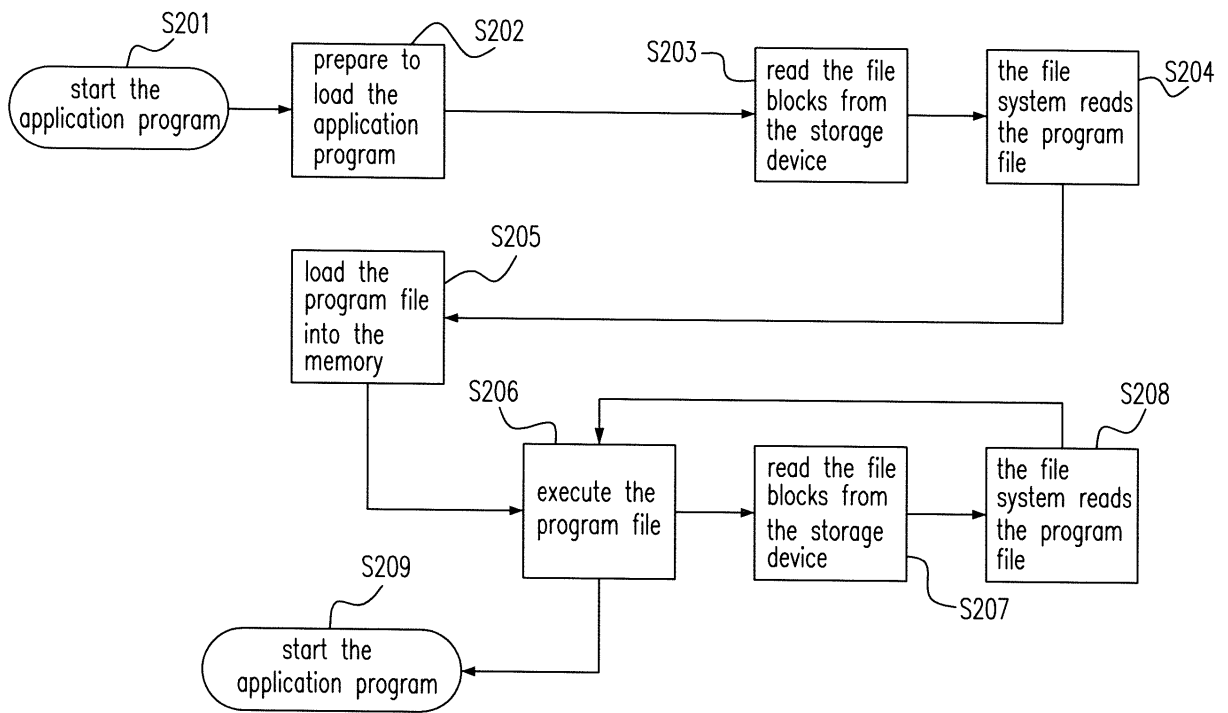 S201
start the
application program
S202
prepare to
load the
application
program
S203
read the file
blocks from
the storage
device
S204
the file
system reads
the program
file
S205
load the
program file
into the
memory
S206
execute the
program file
read the file
blocks from
the storage
device
S207
S208
the file
system reads
the program
file
S209
start the
application program